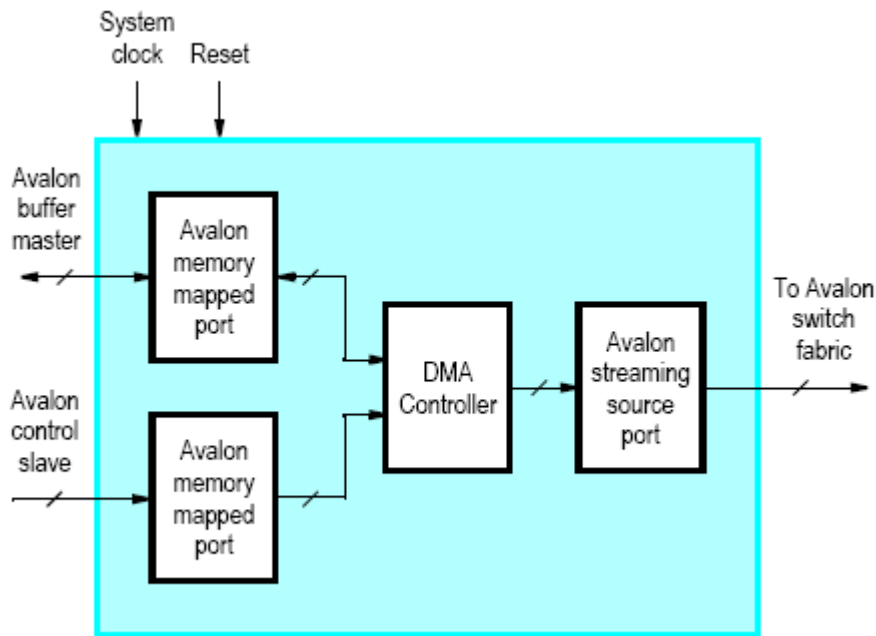 System
clock
Reset
Avalon
buffer
master
Avalon
memory
mapped
port
Avalon
control
slave
Avalon
memory
mapped
port
DMA
Controller
Avalon
streaming
source
port
To Avalon
switch
fabric